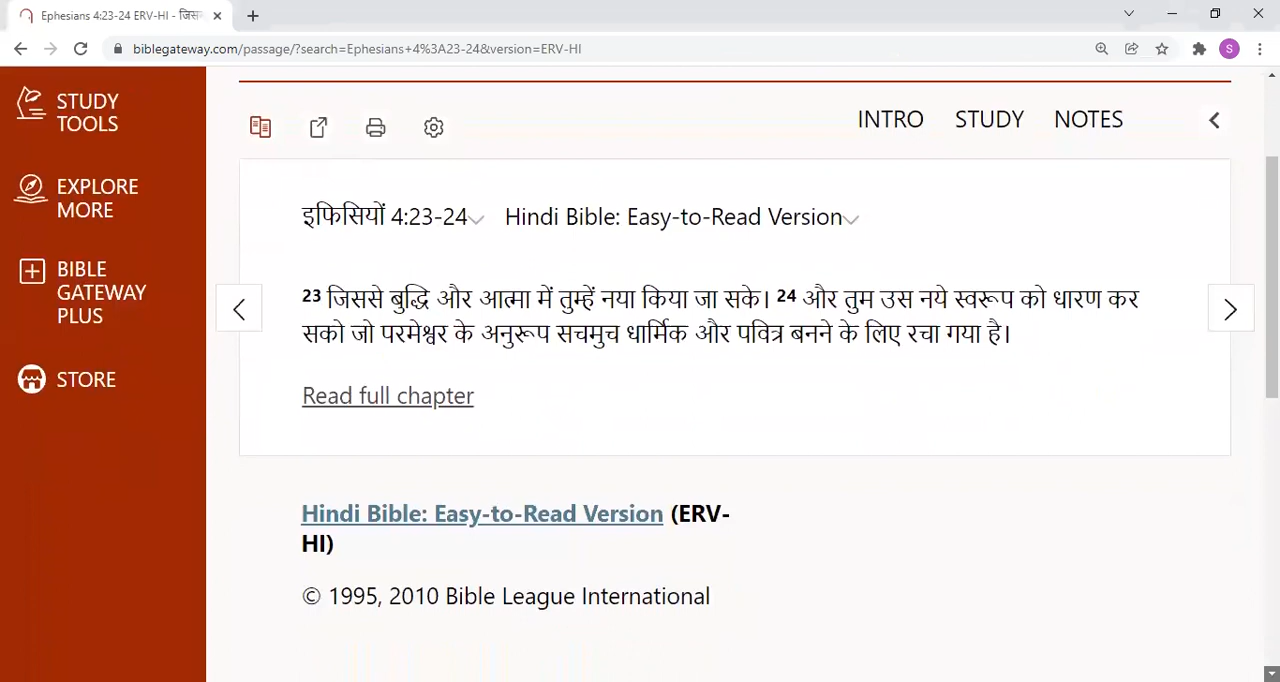 Ephesians 4:23-24 ERV-HI - जिस
biblegateway.com/passage/?search=Ephesians+4%3A23-24&version=ERV-HI
S
STUDY
TOOLS
EXPLORE
MORE
BIBLE
GATEWAY
PLUS
STORE
INTRO STUDY NOTES
इफिसियों 4:23-24 Hindi Bible: Easy-to-Read Version
23 जिससे बुद्धि और आत्मा में तुम्हें नया किया जा सके। 24 और तुम उस नये स्वरूप को धारण कर
सको जो परमेश्वर के अनुरूप सचमुच धार्मिक और पवित्र बनने के लिए रचा गया है।
Read full chapter
Hindi Bible: Easy-to-Read Version (ERV-
HI)
© 1995, 2010 Bible League International